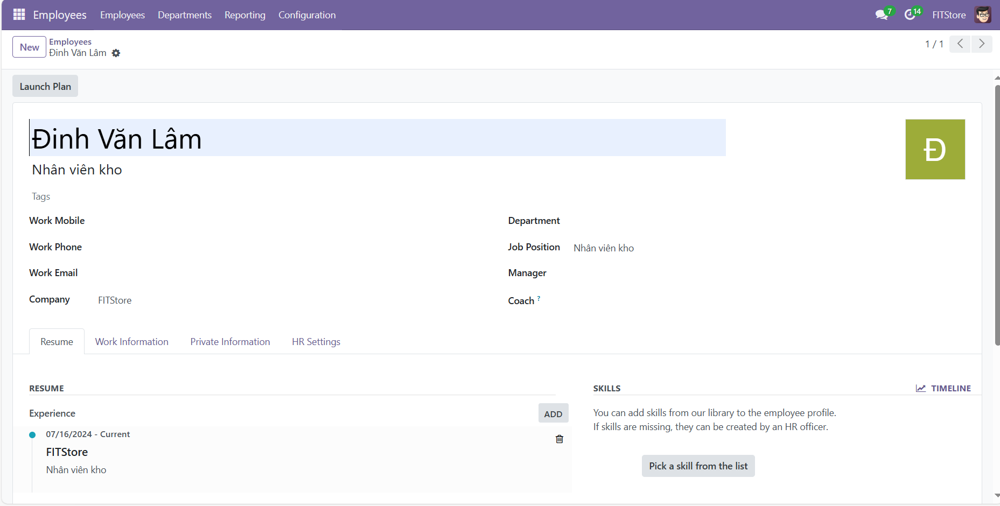 Employees Employees Departments Reporting Configuration 7 14 FITStore
New Employees
Đinh Văn Lâm 1 / 1
Launch Plan
Đinh Văn Lâm Đ
Nhân viên kho
Tags
Work Mobile Department
Work Phone Job Position Nhân viên kho
Work Email Manager
Company FITStore Coach ?
Resume Work Information Private Information HR Settings
RESUME SKILLS TIMELINE
Experience ADD You can add skills from our library to the employee profile.
If skills are missing, they can be created by an HR officer.
07/16/2024 - Current
FITStore
Nhân viên kho Pick a skill from the list